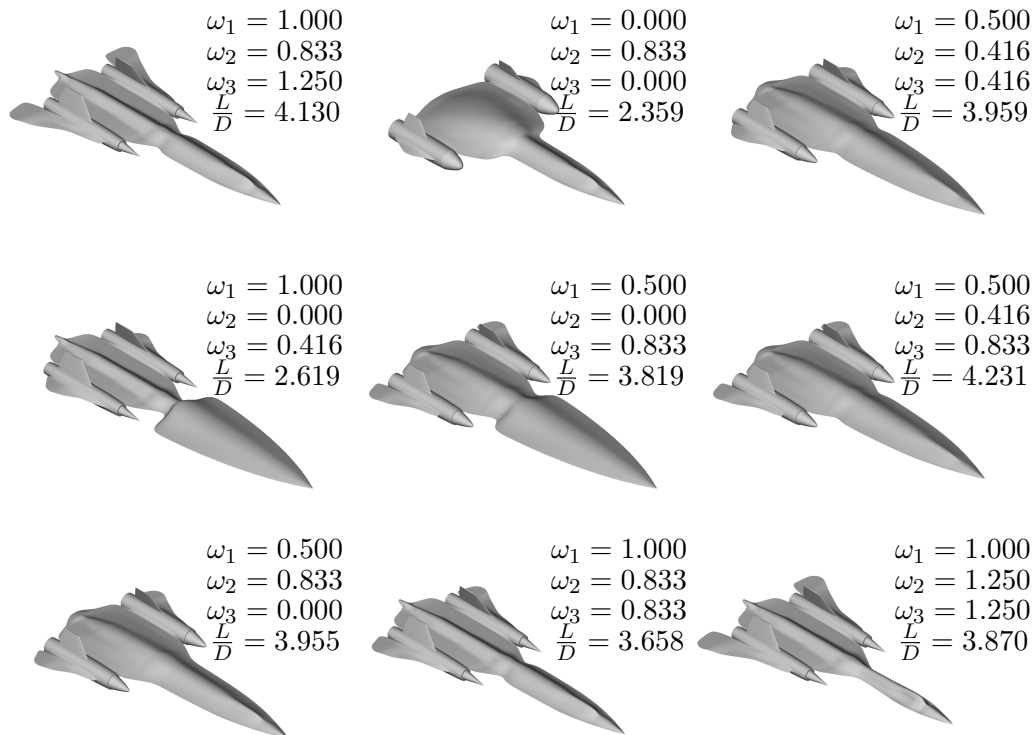 ω₁ = 1.000
ω₂ = 0.833
ω₃ = 1.250
L/D = 4.130
ω₁ = 0.000
ω₂ = 0.833
ω₃ = 0.000
L/D = 2.359
ω₁ = 0.500
ω₂ = 0.416
ω₃ = 0.416
L/D = 3.959
ω₁ = 1.000
ω₂ = 0.000
ω₃ = 0.416
L/D = 2.619
ω₁ = 0.500
ω₂ = 0.000
ω₃ = 0.833
L/D = 3.819
ω₁ = 0.500
ω₂ = 0.416
ω₃ = 0.833
L/D = 4.231
ω₁ = 0.500
ω₂ = 0.833
ω₃ = 0.000
L/D = 3.955
ω₁ = 1.000
ω₂ = 0.833
ω₃ = 0.833
L/D = 3.658
ω₁ = 1.000
ω₂ = 1.250
ω₃ = 1.250
L/D = 3.870